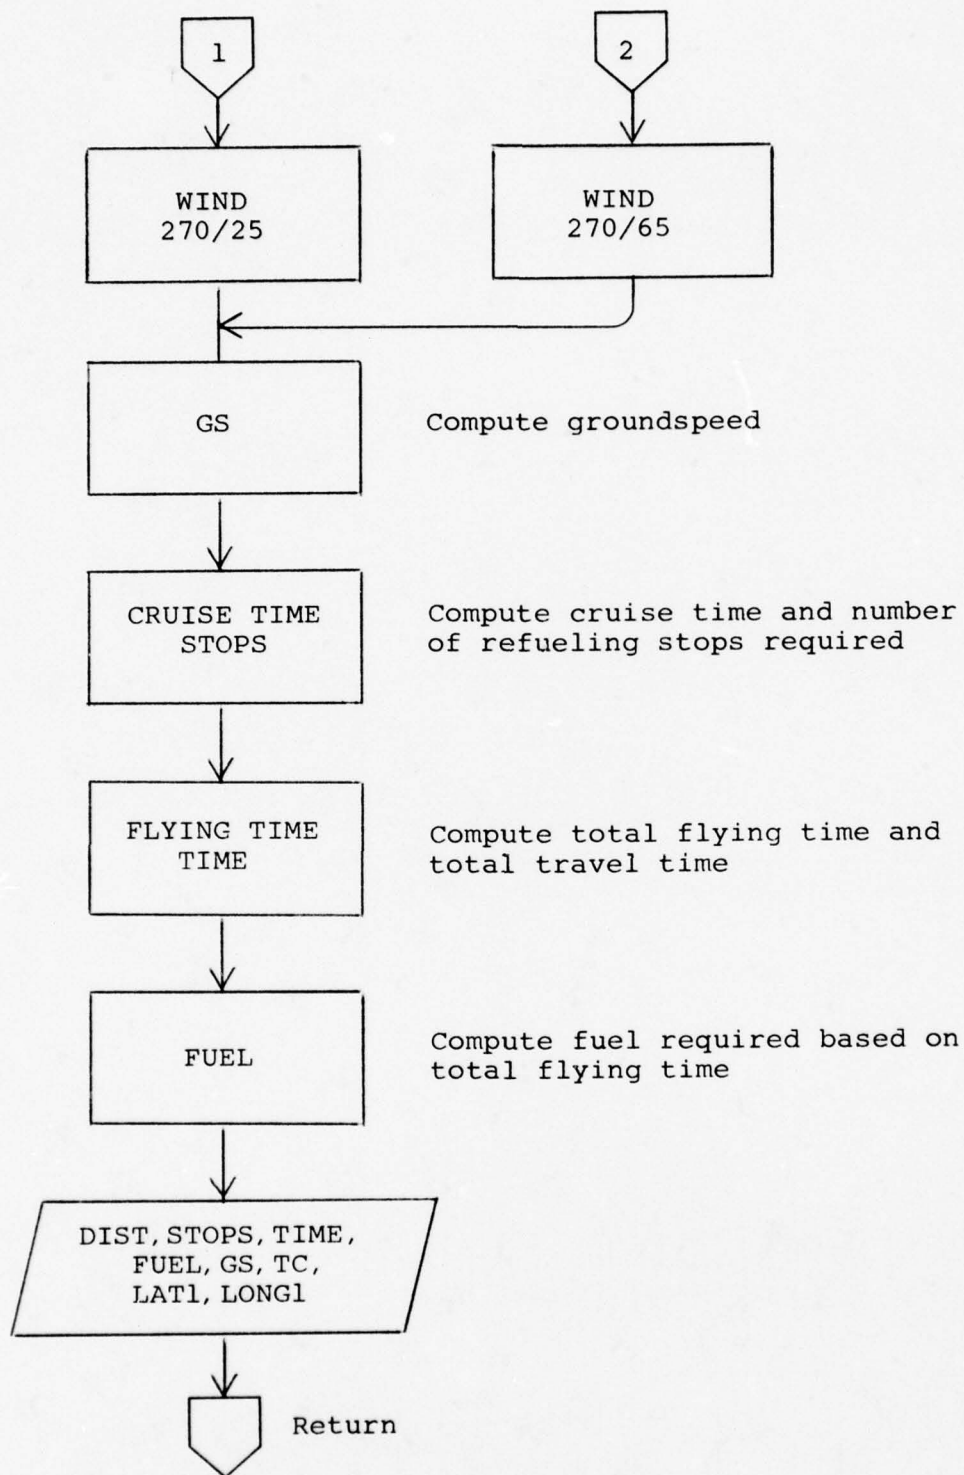 1
2
WIND
270/25
WIND
270/65
GS
Compute groundspeed
CRUISE TIME
STOPS
Compute cruise time and number
of refueling stops required
FLYING TIME
TIME
Compute total flying time and
total travel time
FUEL
Compute fuel required based on
total flying time
DIST, STOPS, TIME,
FUEL, GS, TC,
LAT1, LONG1
Return